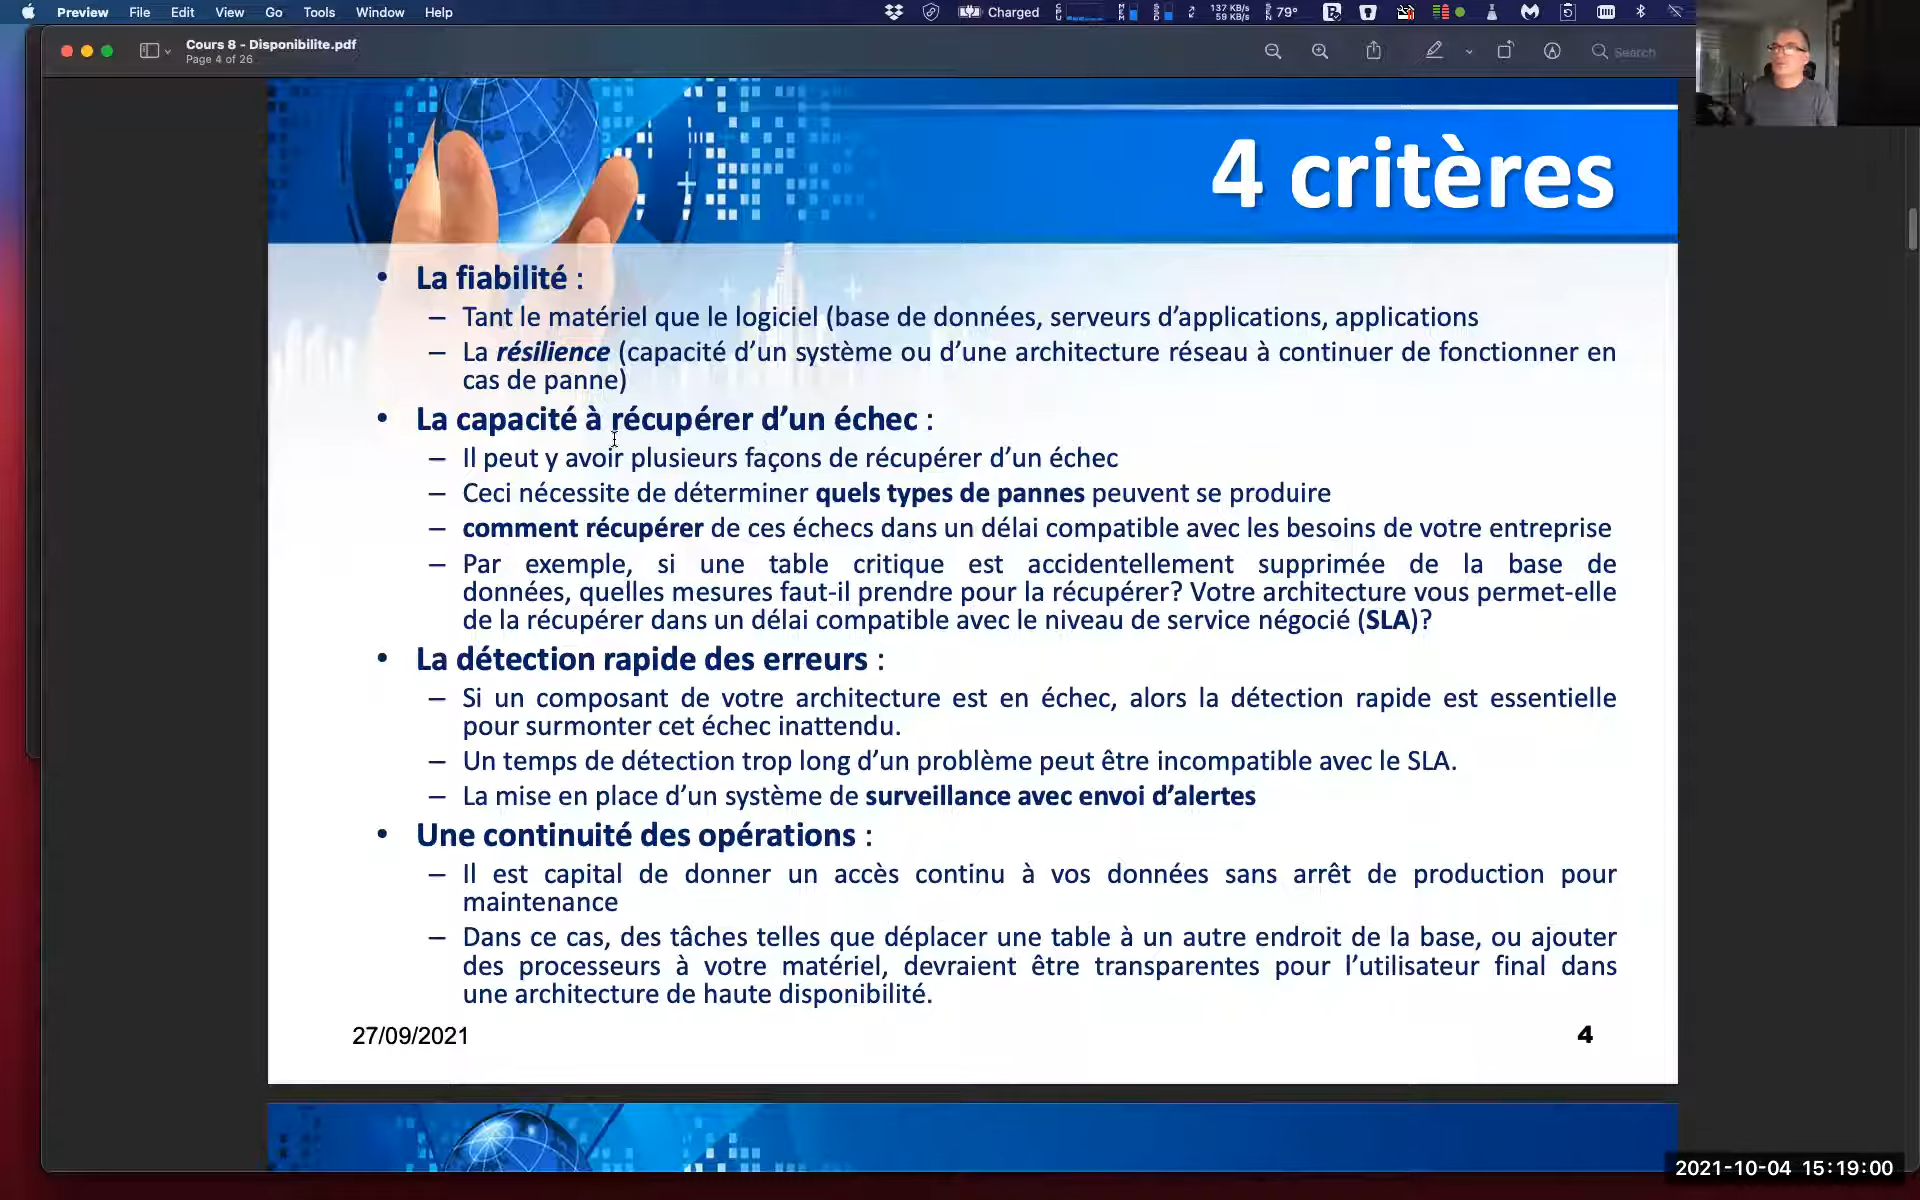 Preview File Edit View Go Tools Window Help
Charged
137 KB/s
59 KB/s
79°
Cours 8 - Disponibilite.pdf
Page 4 of 26
Search
4 critères
• La fiabilité :
– Tant le matériel que le logiciel (base de données, serveurs d’applications, applications
– La résilience (capacité d’un système ou d’une architecture réseau à continuer de fonctionner en
cas de panne)
• La capacité à récupérer d’un échec :
– Il peut y avoir plusieurs façons de récupérer d’un échec
– Ceci nécessite de déterminer quels types de pannes peuvent se produire
– comment récupérer de ces échecs dans un délai compatible avec les besoins de votre entreprise
– Par exemple, si une table critique est accidentellement supprimée de la base de
données, quelles mesures faut-il prendre pour la récupérer? Votre architecture vous permet-elle
de la récupérer dans un délai compatible avec le niveau de service négocié (SLA)?
• La détection rapide des erreurs :
– Si un composant de votre architecture est en échec, alors la détection rapide est essentielle
pour surmonter cet échec inattendu.
– Un temps de détection trop long d’un problème peut être incompatible avec le SLA.
– La mise en place d’un système de surveillance avec envoi d’alertes
• Une continuité des opérations :
– Il est capital de donner un accès continu à vos données sans arrêt de production pour
maintenance
– Dans ce cas, des tâches telles que déplacer une table à un autre endroit de la base, ou ajouter
des processeurs à votre matériel, devraient être transparentes pour l’utilisateur final dans
une architecture de haute disponibilité.
27/09/2021
4
2021-10-04 15:19:00